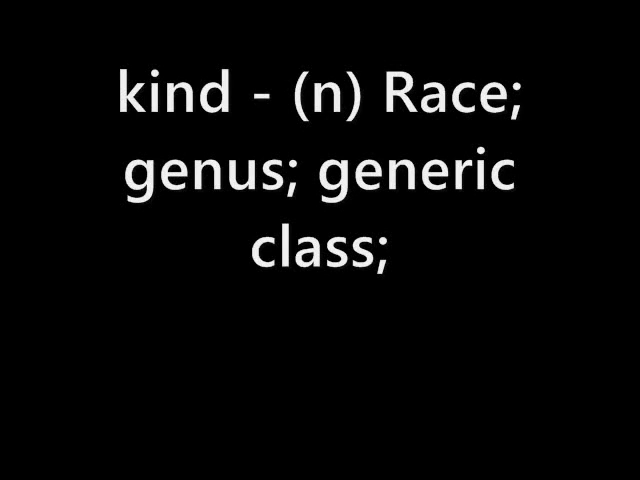 kind - (n) Race;
genus; generic
class;